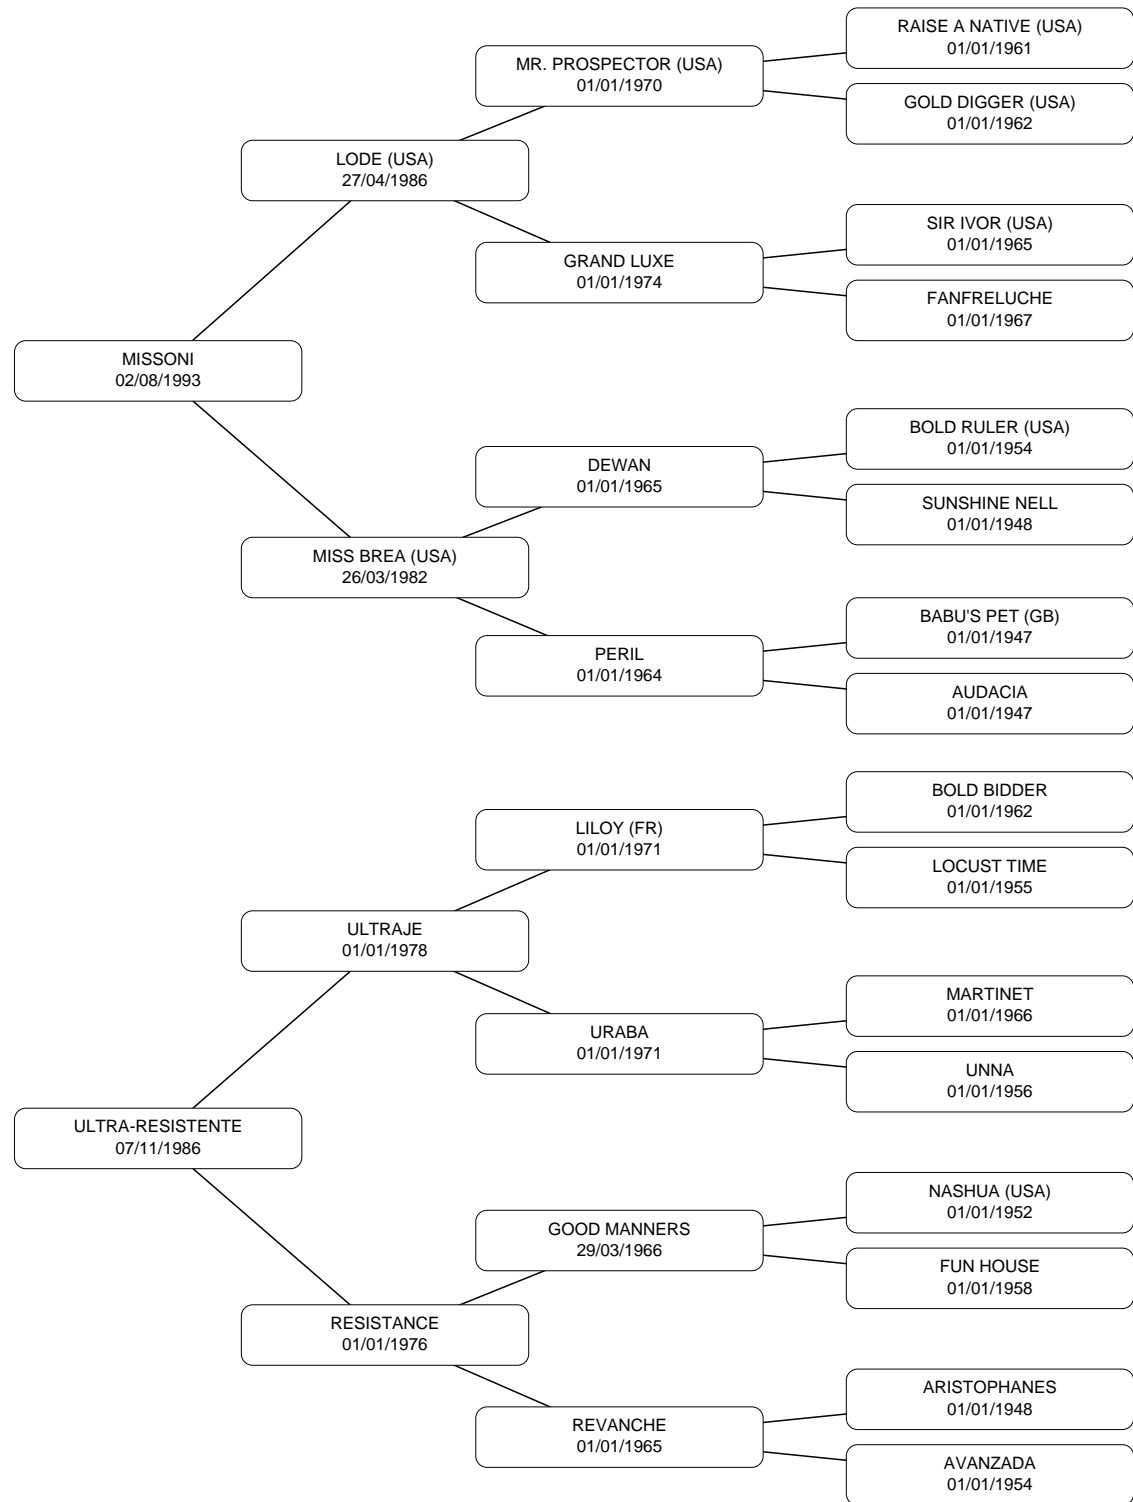 RAISE A NATIVE (USA)
01/01/1961
MR. PROSPECTOR (USA)
01/01/1970
GOLD DIGGER (USA)
01/01/1962
LODE (USA)
27/04/1986
SIR IVOR (USA)
01/01/1965
GRAND LUXE
01/01/1974
FANFRELUCHE
01/01/1967
MISSONI
02/08/1993
BOLD RULER (USA)
01/01/1954
DEWAN
01/01/1965
SUNSHINE NELL
01/01/1948
MISS BREA (USA)
26/03/1982
BABU'S PET (GB)
01/01/1947
PERIL
01/01/1964
AUDACIA
01/01/1947
BOLD BIDDER
01/01/1962
LILOY (FR)
01/01/1971
LOCUST TIME
01/01/1955
ULTRAJE
01/01/1978
MARTINET
01/01/1966
URABA
01/01/1971
UNNA
01/01/1956
ULTRA-RESISTENTE
07/11/1986
NASHUA (USA)
01/01/1952
GOOD MANNERS
29/03/1966
FUN HOUSE
01/01/1958
RESISTANCE
01/01/1976
ARISTOPHANES
01/01/1948
REVANCHE
01/01/1965
AVANZADA
01/01/1954